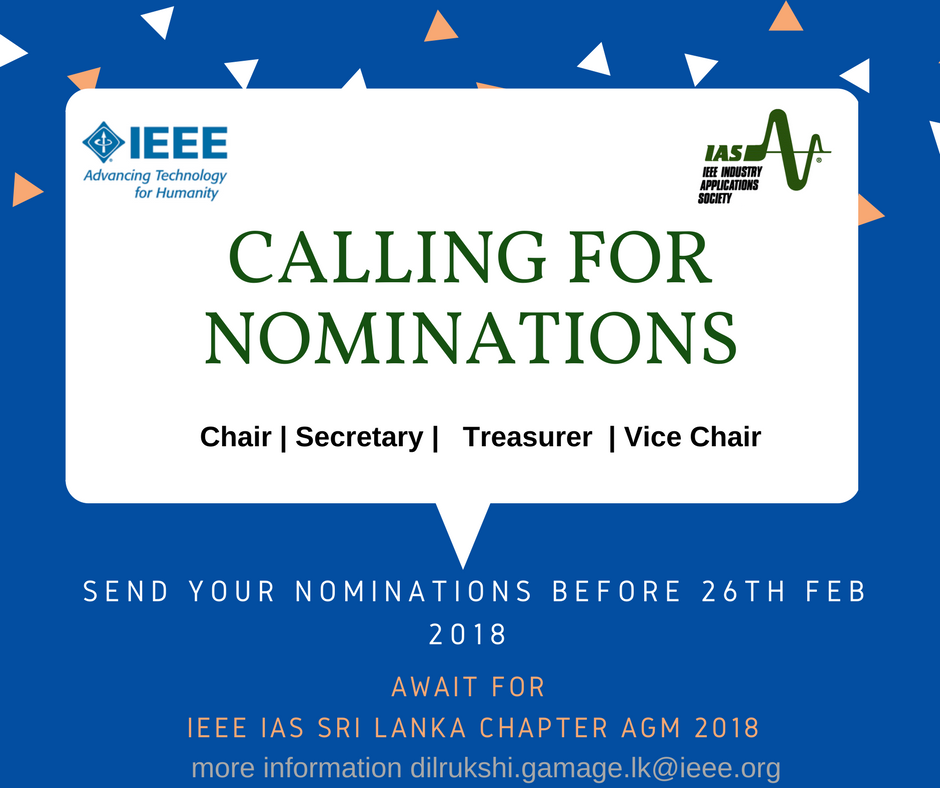 IEEE
Advancing Technology
for Humanity
IAS
®
IEEE INDUSTRY
APPLICATIONS
SOCIETY
CALLING FOR
NOMINATIONS
Chair | Secretary | Treasurer | Vice Chair
SEND YOUR NOMINATIONS BEFORE 26TH FEB
2018
AWAIT FOR
IEEE IAS SRI LANKA CHAPTER AGM 2018
more information dilrukshi.gamage.lk@ieee.org